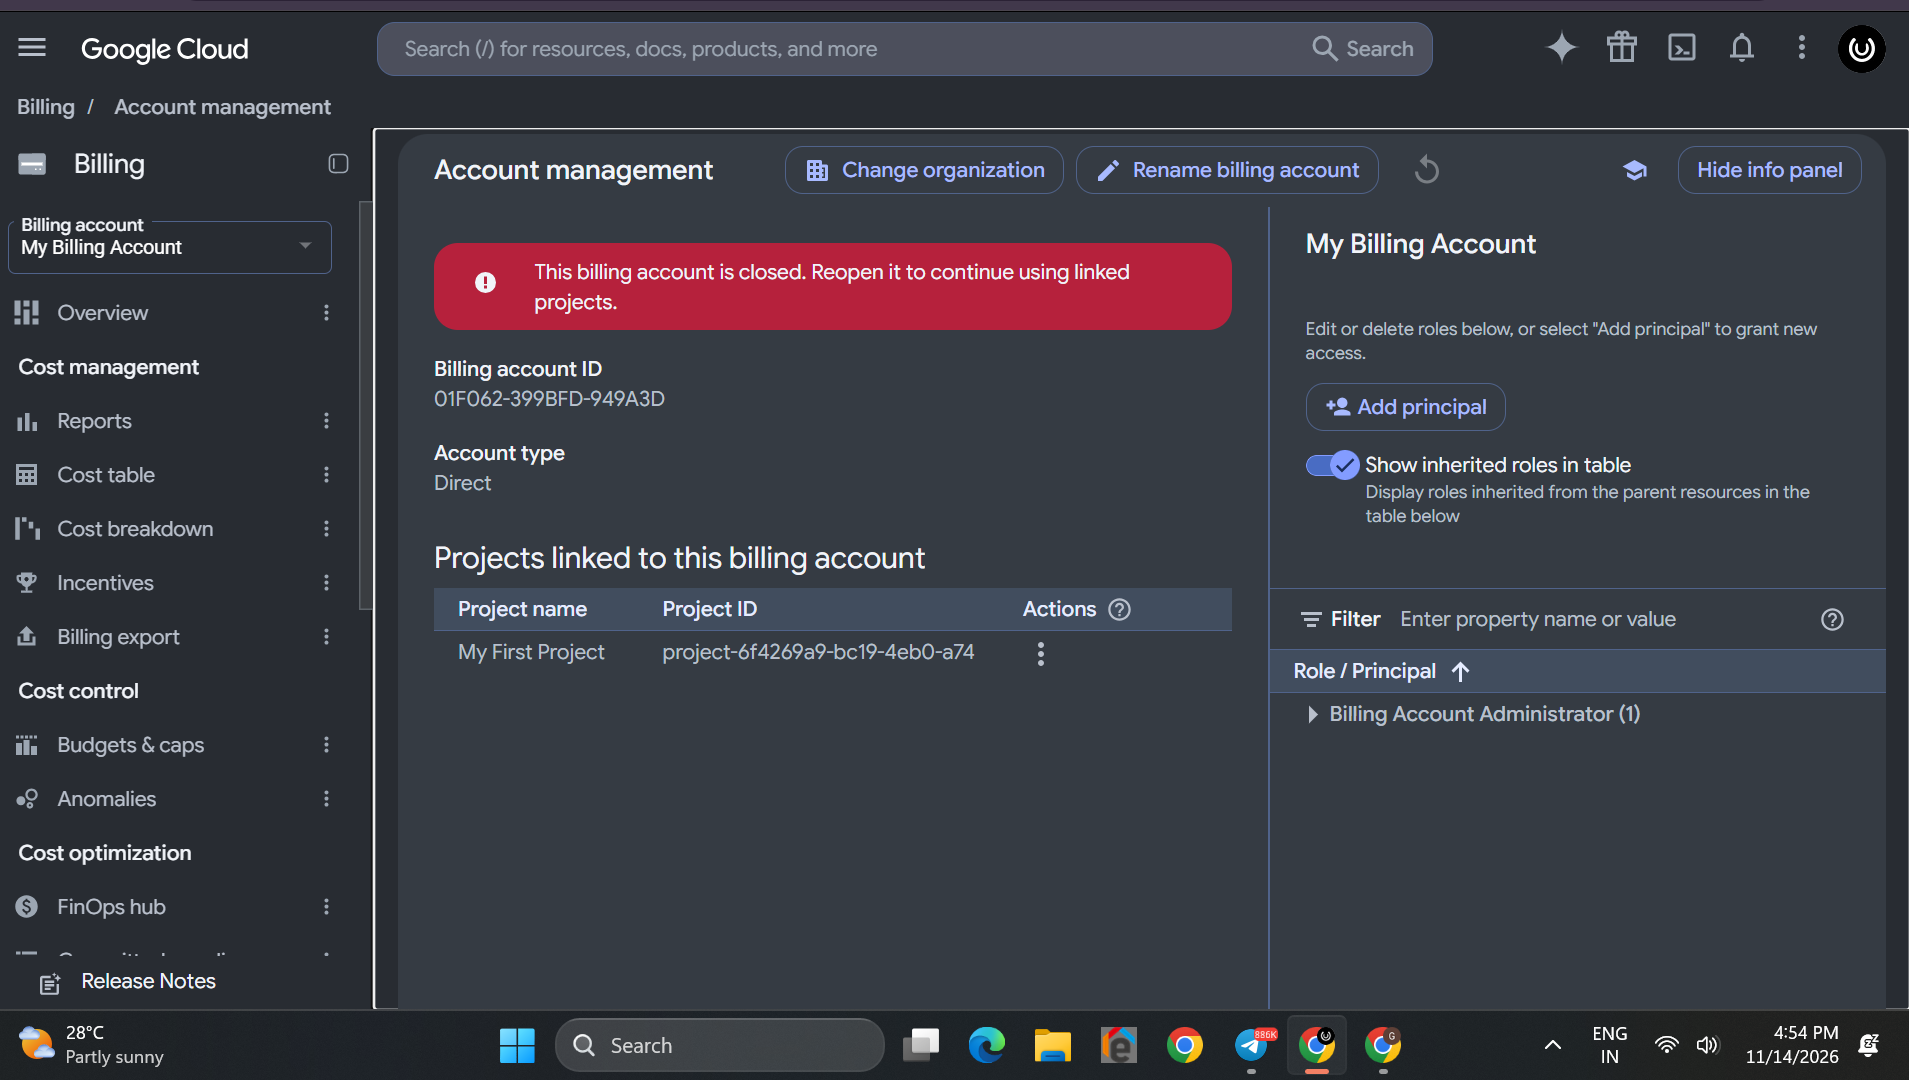 Google Cloud
Search (/) for resources, docs, products, and more
Search
Billing / Account management
Billing
Billing account
My Billing Account
Overview
Cost management
Reports
Cost table
Cost breakdown
Incentives
Billing export
Cost control
Budgets & caps
Anomalies
Cost optimization
FinOps hub
Release Notes
Account management
Change organization
Rename billing account
Hide info panel
This billing account is closed. Reopen it to continue using linked
projects.
Billing account ID
01F062-399BFD-949A3D
Account type
Direct
Projects linked to this billing account
Project name Project ID Actions
My First Project project-6f4269a9-bc19-4eb0-a74
My Billing Account
Edit or delete roles below, or select "Add principal" to grant new
access.
Add principal
Show inherited roles in table
Display roles inherited from the parent resources in the
table below
Filter Enter property name or value
Role / Principal
Billing Account Administrator (1)
28°C
Partly sunny
Search
886K
G
ENG
IN
4:54 PM
11/14/2026